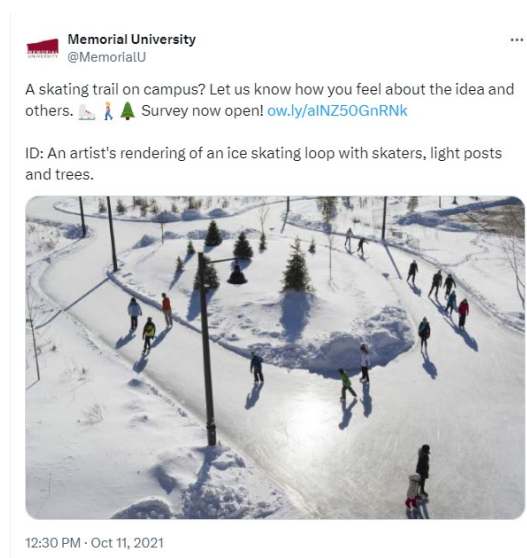 Memorial University
@MemorialU
A skating trail on campus? Let us know how you feel about the idea and
others. ⛸️🚶🌲 Survey now open! ow.ly/alNZ50GnRNk
ID: An artist's rendering of an ice skating loop with skaters, light posts
and trees.
12:30 PM · Oct 11, 2021